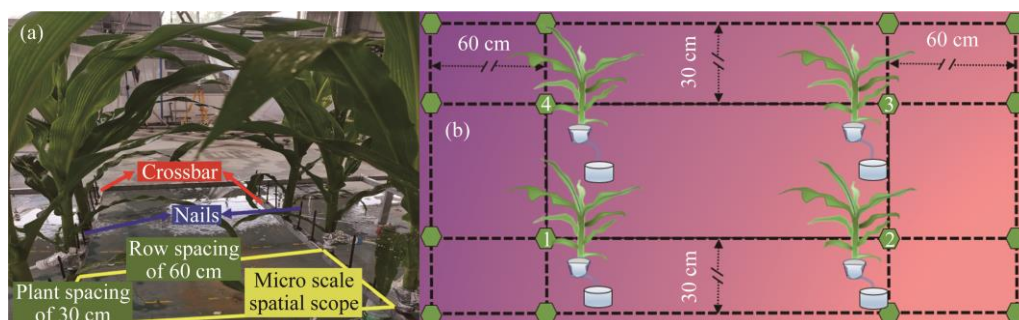 (a)
Crossbar
Nails
Row spacing
of 60 cm
Plant spacing
of 30 cm
Micro scale
spatial scope
60 cm
30 cm
60 cm
4
3
(b)
1
2
30 cm